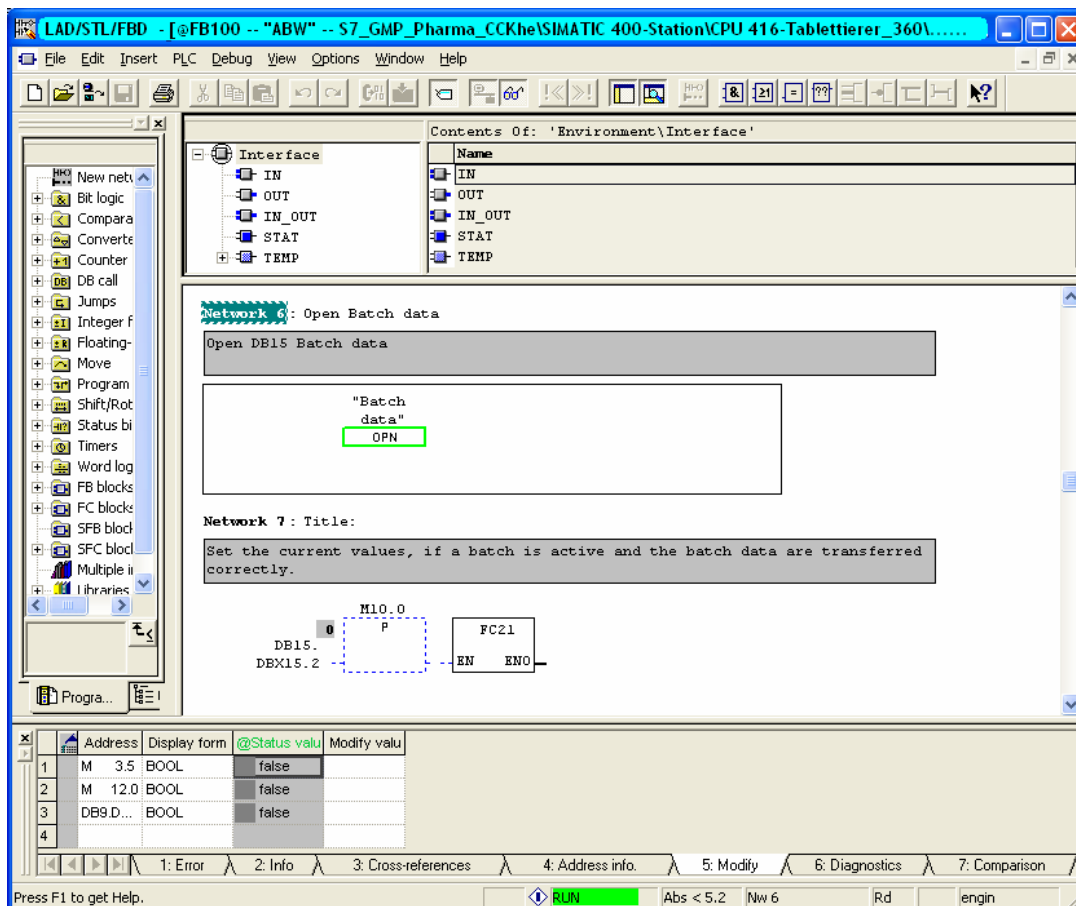 LAD/STL/FBD - [@FB100 -- "ABW" -- S7_GMP_Pharma_CCKhe\SIMATIC 400-Station\CPU 416-Tablettierer_360\......
File Edit Insert PLC Debug View Options Window Help
Contents Of: 'Environment\Interface'
Interface
IN
OUT
IN_OUT
STAT
TEMP
Name
IN
OUT
IN_OUT
STAT
TEMP
New netw
Bit logic
Compara
Converte
Counter
DB call
Jumps
Integer f
Floating-
Move
Program
Shift/Rot
Status bi
Timers
Word log
FB blocks
FC blocks
SFB block
SFC block
Multiple i
Libraries
Progra...
Network 6: Open Batch data
Open DB15 Batch data
"Batch
data"
OPN
Network 7: Title:
Set the current values, if a batch is active and the batch data are transferred
correctly.
M10.0
0 P FC21
DB15.
DBX15.2 EN ENO
Address Display form @Status valu Modify valu
1 M 3.5 BOOL false
2 M 12.0 BOOL false
3 DB9.D... BOOL false
4
1: Error 2: Info 3: Cross-references 4: Address info. 5: Modify 6: Diagnostics 7: Comparison
Press F1 to get Help. RUN Abs < 5.2 Nw 6 Rd engin